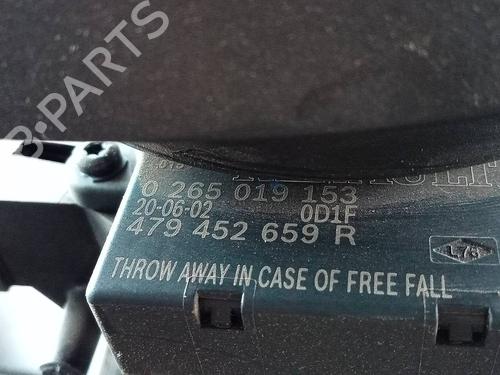 B-PARTS
0 265 019 153
20-06-02 0D1F
479 452 659 R
L75
THROW AWAY IN CASE OF FREE FALL